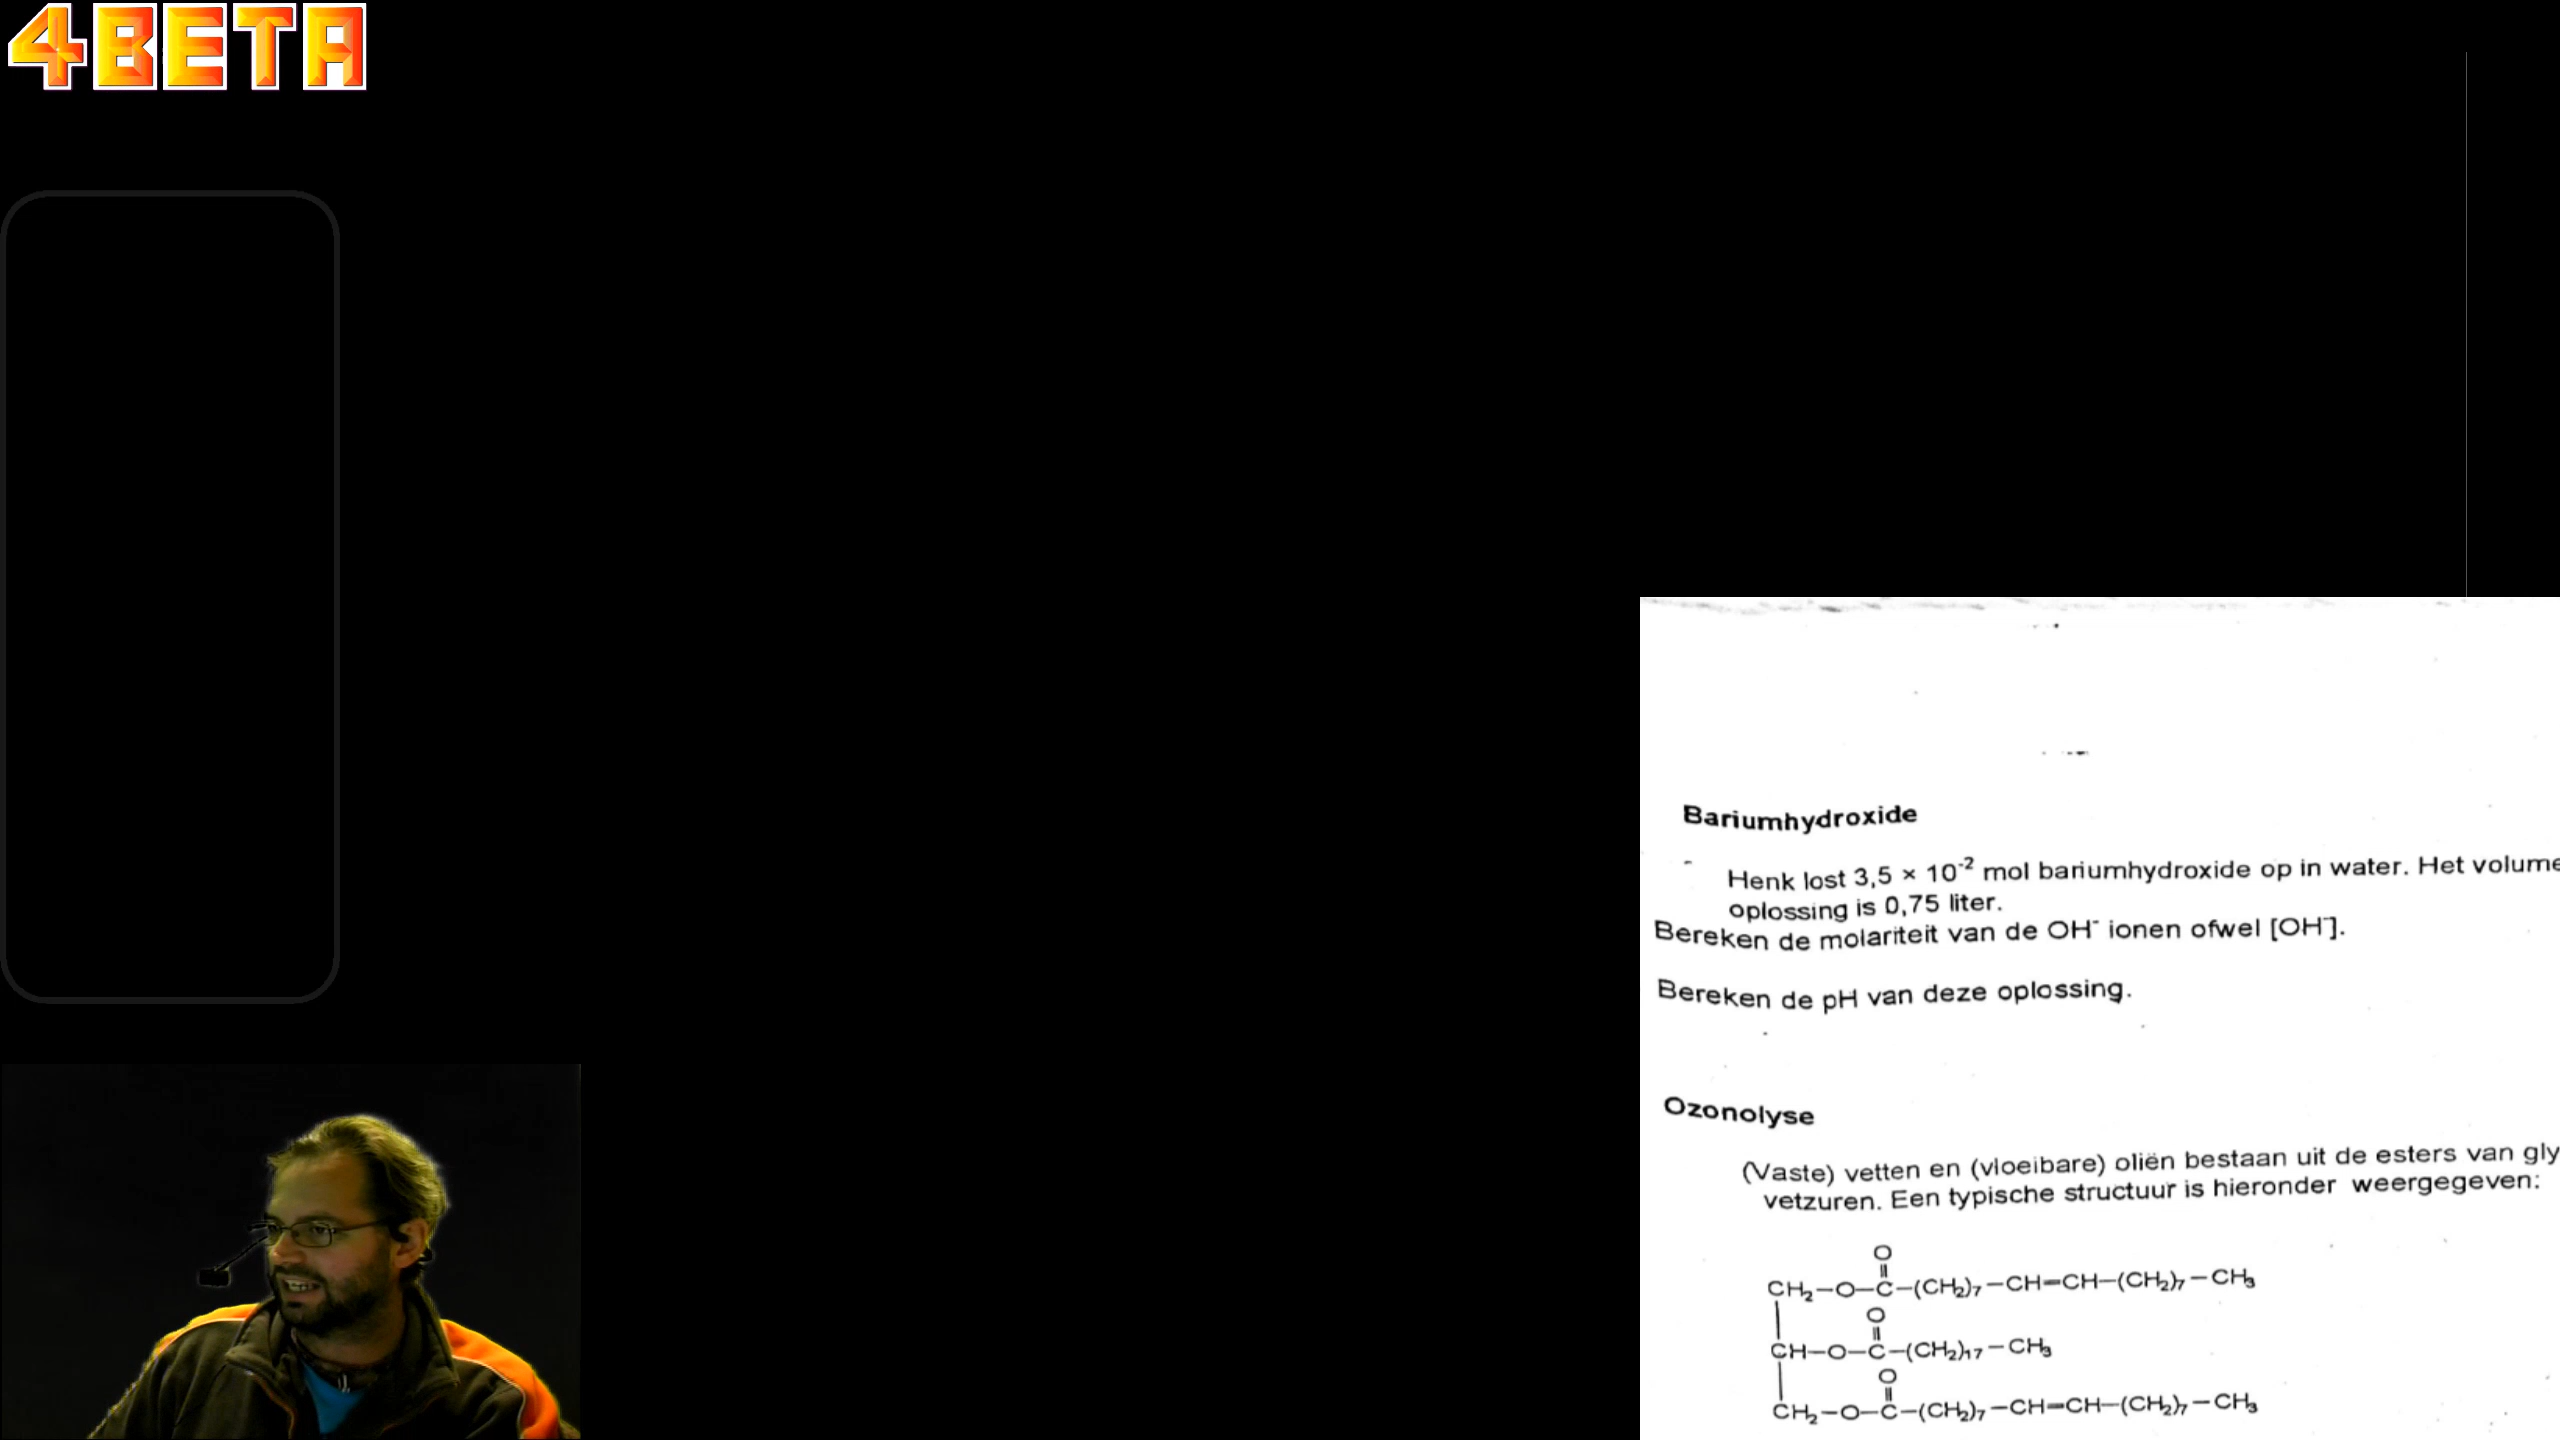 4BETA
Bariumhydroxide
Henk lost 3,5 × 10⁻² mol bariumhydroxide op in water. Het volume
oplossing is 0,75 liter.
Bereken de molariteit van de OH⁻ ionen ofwel [OH⁻].
Bereken de pH van deze oplossing.
Ozonolyse
(Vaste) vetten en (vloeibare) oliën bestaan uit de esters van gly
vetzuren. Een typische structuur is hieronder weergegeven:
O
CH₂-O-C-(CH₂)₇-CH=CH-(CH₂)₇-CH₃
O
CH-O-C-(CH₂)₁₇-CH₃
O
CH₂-O-C-(CH₂)₇-CH=CH-(CH₂)₇-CH₃